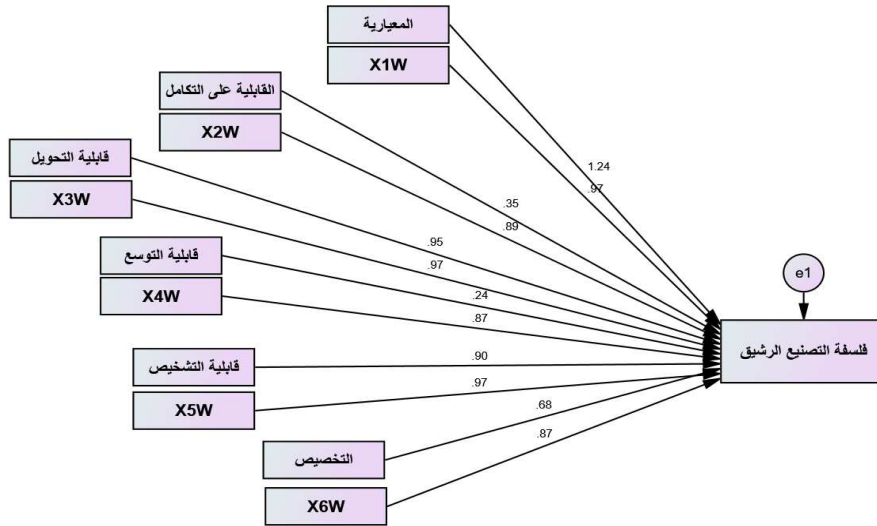 المعيارية
X1W
القابلية على التكامل
X2W
قابلية التحويل
X3W
قابلية التوسع
X4W
قابلية التشخيص
X5W
التخصيص
X6W
1.24
.97
.35
.89
.95
.97
.24
.87
.90
.97
.68
.87
e1
فلسفة التصنيع الرشيق